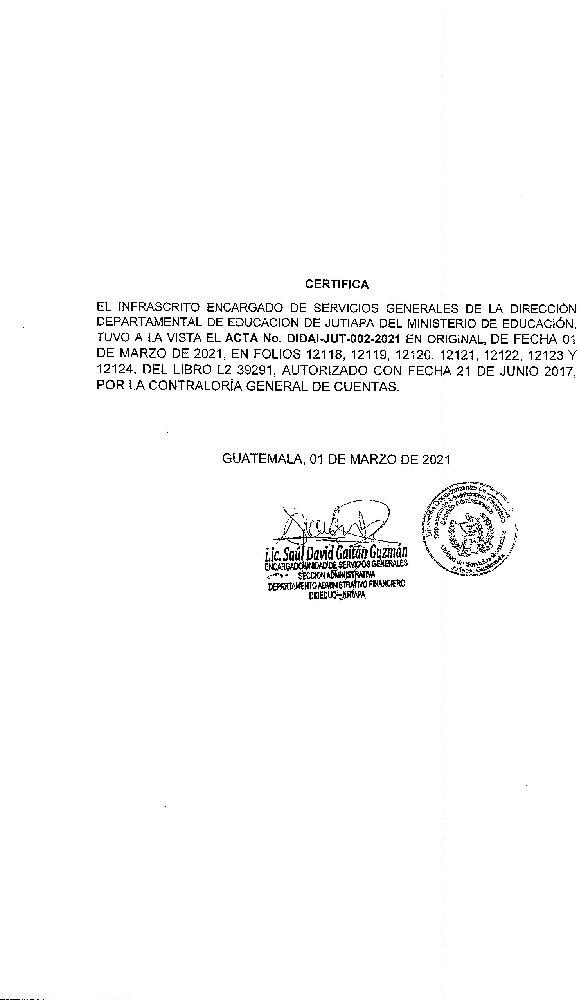 CERTIFICA
EL INFRASCRITO ENCARGADO DE SERVICIOS GENERALES DE LA DIRECCIÓN
DEPARTAMENTAL DE EDUCACION DE JUTIAPA DEL MINISTERIO DE EDUCACIÓN,
TUVO A LA VISTA EL ACTA No. DIDAI-JUT-002-2021 EN ORIGINAL, DE FECHA 01
DE MARZO DE 2021, EN FOLIOS 12118, 12119, 12120, 12121, 12122, 12123 Y
12124, DEL LIBRO L2 39291, AUTORIZADO CON FECHA 21 DE JUNIO 2017,
POR LA CONTRALORÍA GENERAL DE CUENTAS.
GUATEMALA, 01 DE MARZO DE 2021
Dirección Departamental de
Departamento Administrativo Financiero
Sección Administrativa
Unidad de Servicios Generales
Jutiapa, Guatemala
Lic. Saúl David Gaitán Guzmán
ENCARGADO UNIDAD DE SERVICIOS GENERALES
SECCION ADMINISTRATIVA
DEPARTAMENTO ADMINISTRATIVO FINANCIERO
DIDEDUC-JUTIAPA